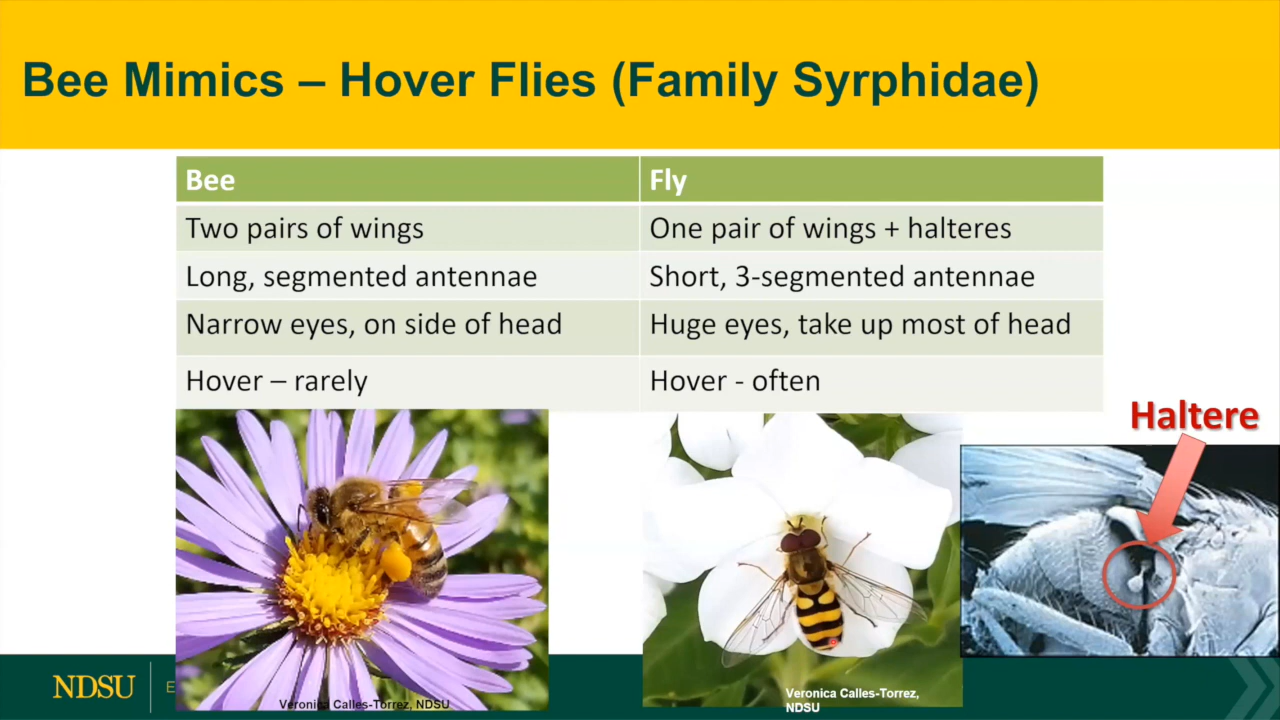 Bee Mimics – Hover Flies (Family Syrphidae)
Bee Fly
Two pairs of wings One pair of wings + halteres
Long, segmented antennae Short, 3-segmented antennae
Narrow eyes, on side of head Huge eyes, take up most of head
Hover – rarely Hover - often
Haltere
NDSU
E
Veronica Calles-Torrez, NDSU
Veronica Calles-Torrez,
NDSU